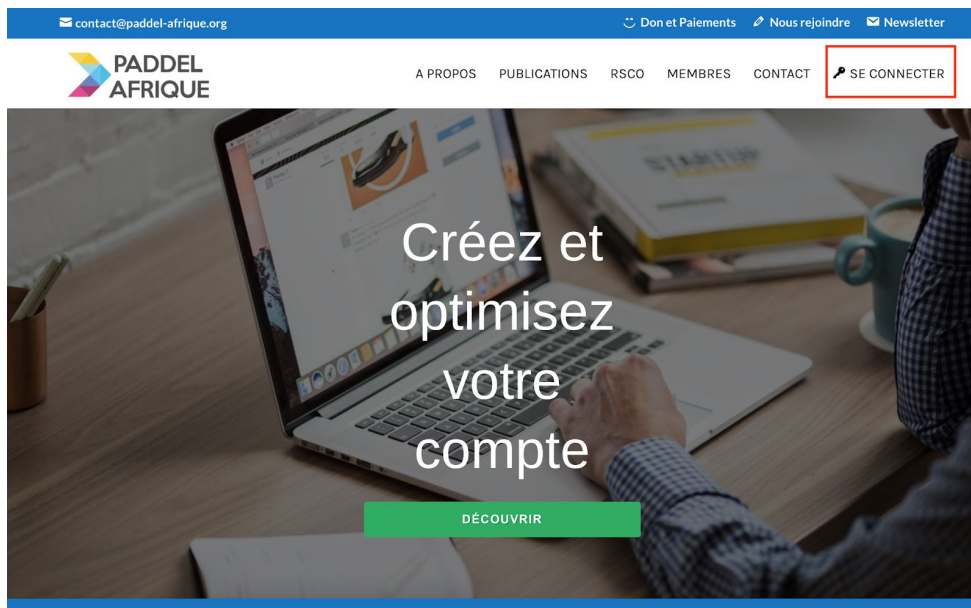 contact@paddel-afrique.org
Don et Paiements Nous rejoindre Newsletter
PADDEL
AFRIQUE
A PROPOS PUBLICATIONS RSCO MEMBRES CONTACT SE CONNECTER
STARTUP
Créez et
optimisez
votre
compte
DÉCOUVRIR